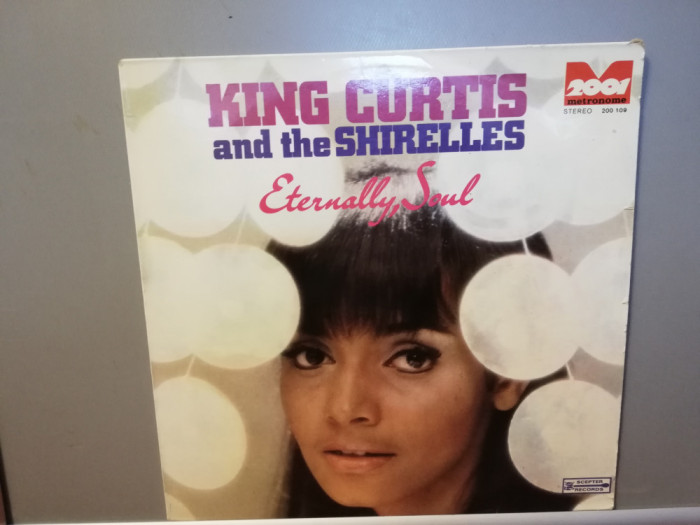 KING CURTIS
and the SHIRELLES
Eternally, Soul
2001
metronome
STEREO 200 108
SCEPTER
RECORDS